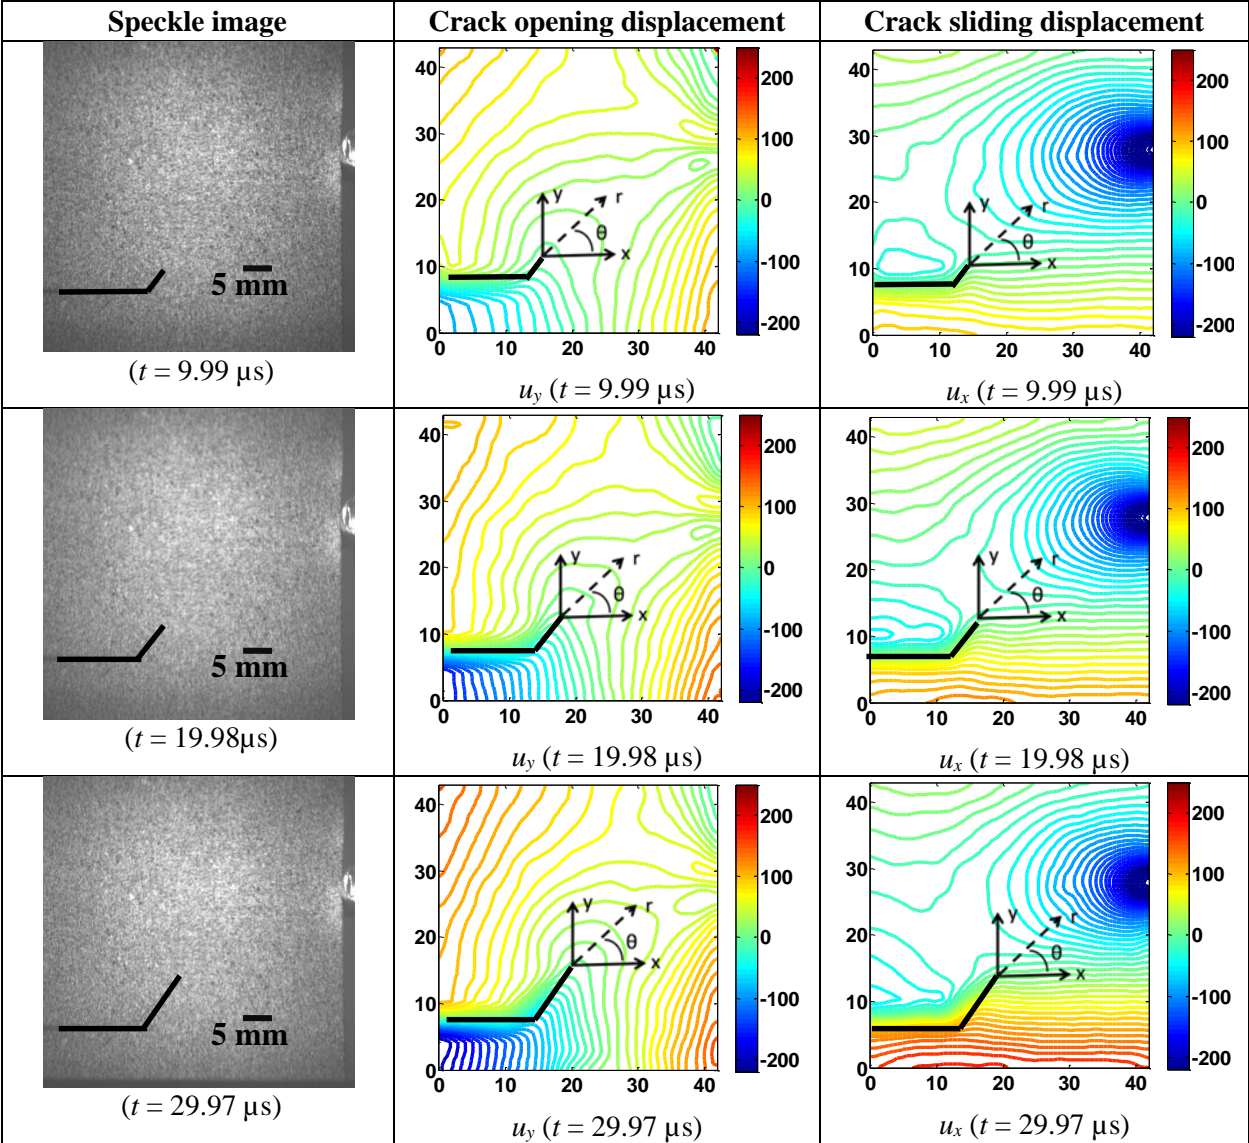 Speckle image Crack opening displacement Crack sliding displacement
5 mm
(t = 9.99 µs)
40
30
20
10
0
0 10 20 30 40
y
r
θ
x
200
100
0
-100
-200
u_y (t = 9.99 µs)
40
30
20
10
0
0 10 20 30 40
y
r
θ
x
200
100
0
-100
-200
u_x (t = 9.99 µs)
5 mm
(t = 19.98µs)
40
30
20
10
0
0 10 20 30 40
y
r
θ
x
200
100
0
-100
-200
u_y (t = 19.98 µs)
40
30
20
10
0
0 10 20 30 40
y
r
θ
x
200
100
0
-100
-200
u_x (t = 19.98 µs)
5 mm
(t = 29.97 µs)
40
30
20
10
0
0 10 20 30 40
y
r
θ
x
200
100
0
-100
-200
u_y (t = 29.97 µs)
40
30
20
10
0
0 10 20 30 40
y
r
θ
x
200
100
0
-100
-200
u_x (t = 29.97 µs)